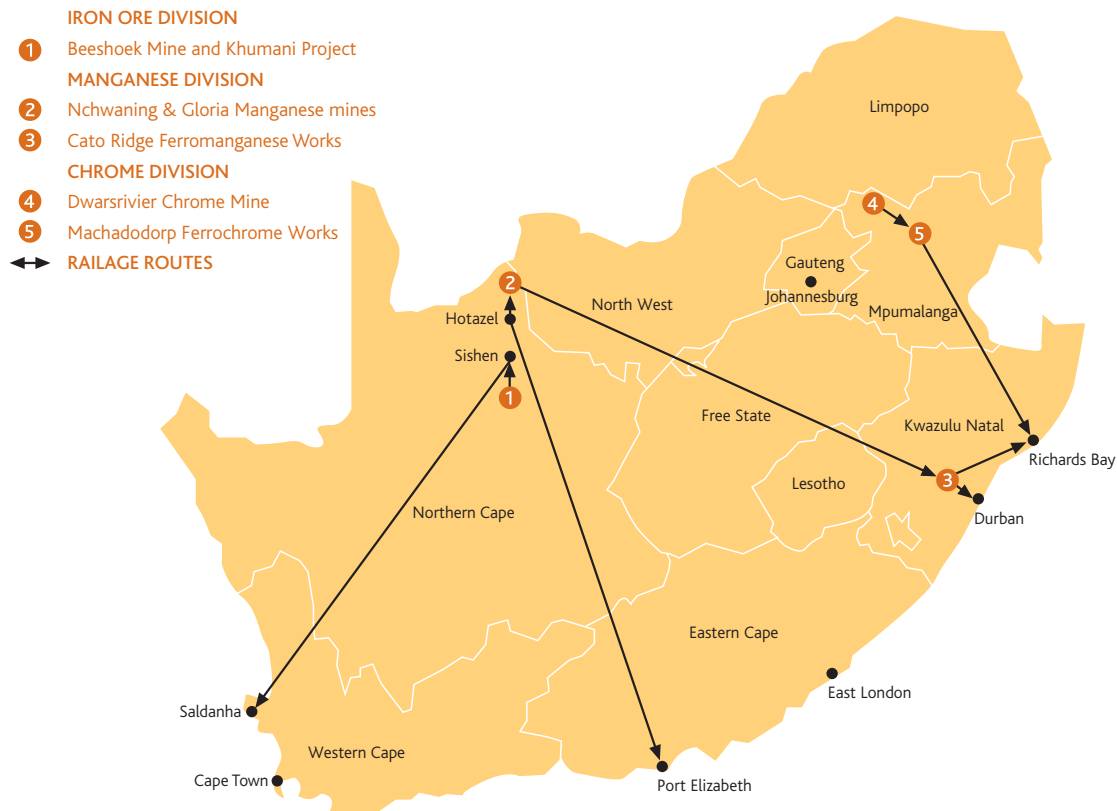 IRON ORE DIVISION
1 Beeshoek Mine and Khumani Project
MANGANESE DIVISION
2 Nchwaning & Gloria Manganese mines
3 Cato Ridge Ferromanganese Works
CHROME DIVISION
4 Dwarsrivier Chrome Mine
5 Machadodorp Ferrochrome Works
RAILAGE ROUTES
Limpopo
4
5
Gauteng
Johannesburg
2
North West
Mpumalanga
Hotazel
Sishen
1
Free State
Kwazulu Natal
Richards Bay
Lesotho
3
Durban
Northern Cape
Eastern Cape
East London
Saldanha
Western Cape
Cape Town
Port Elizabeth